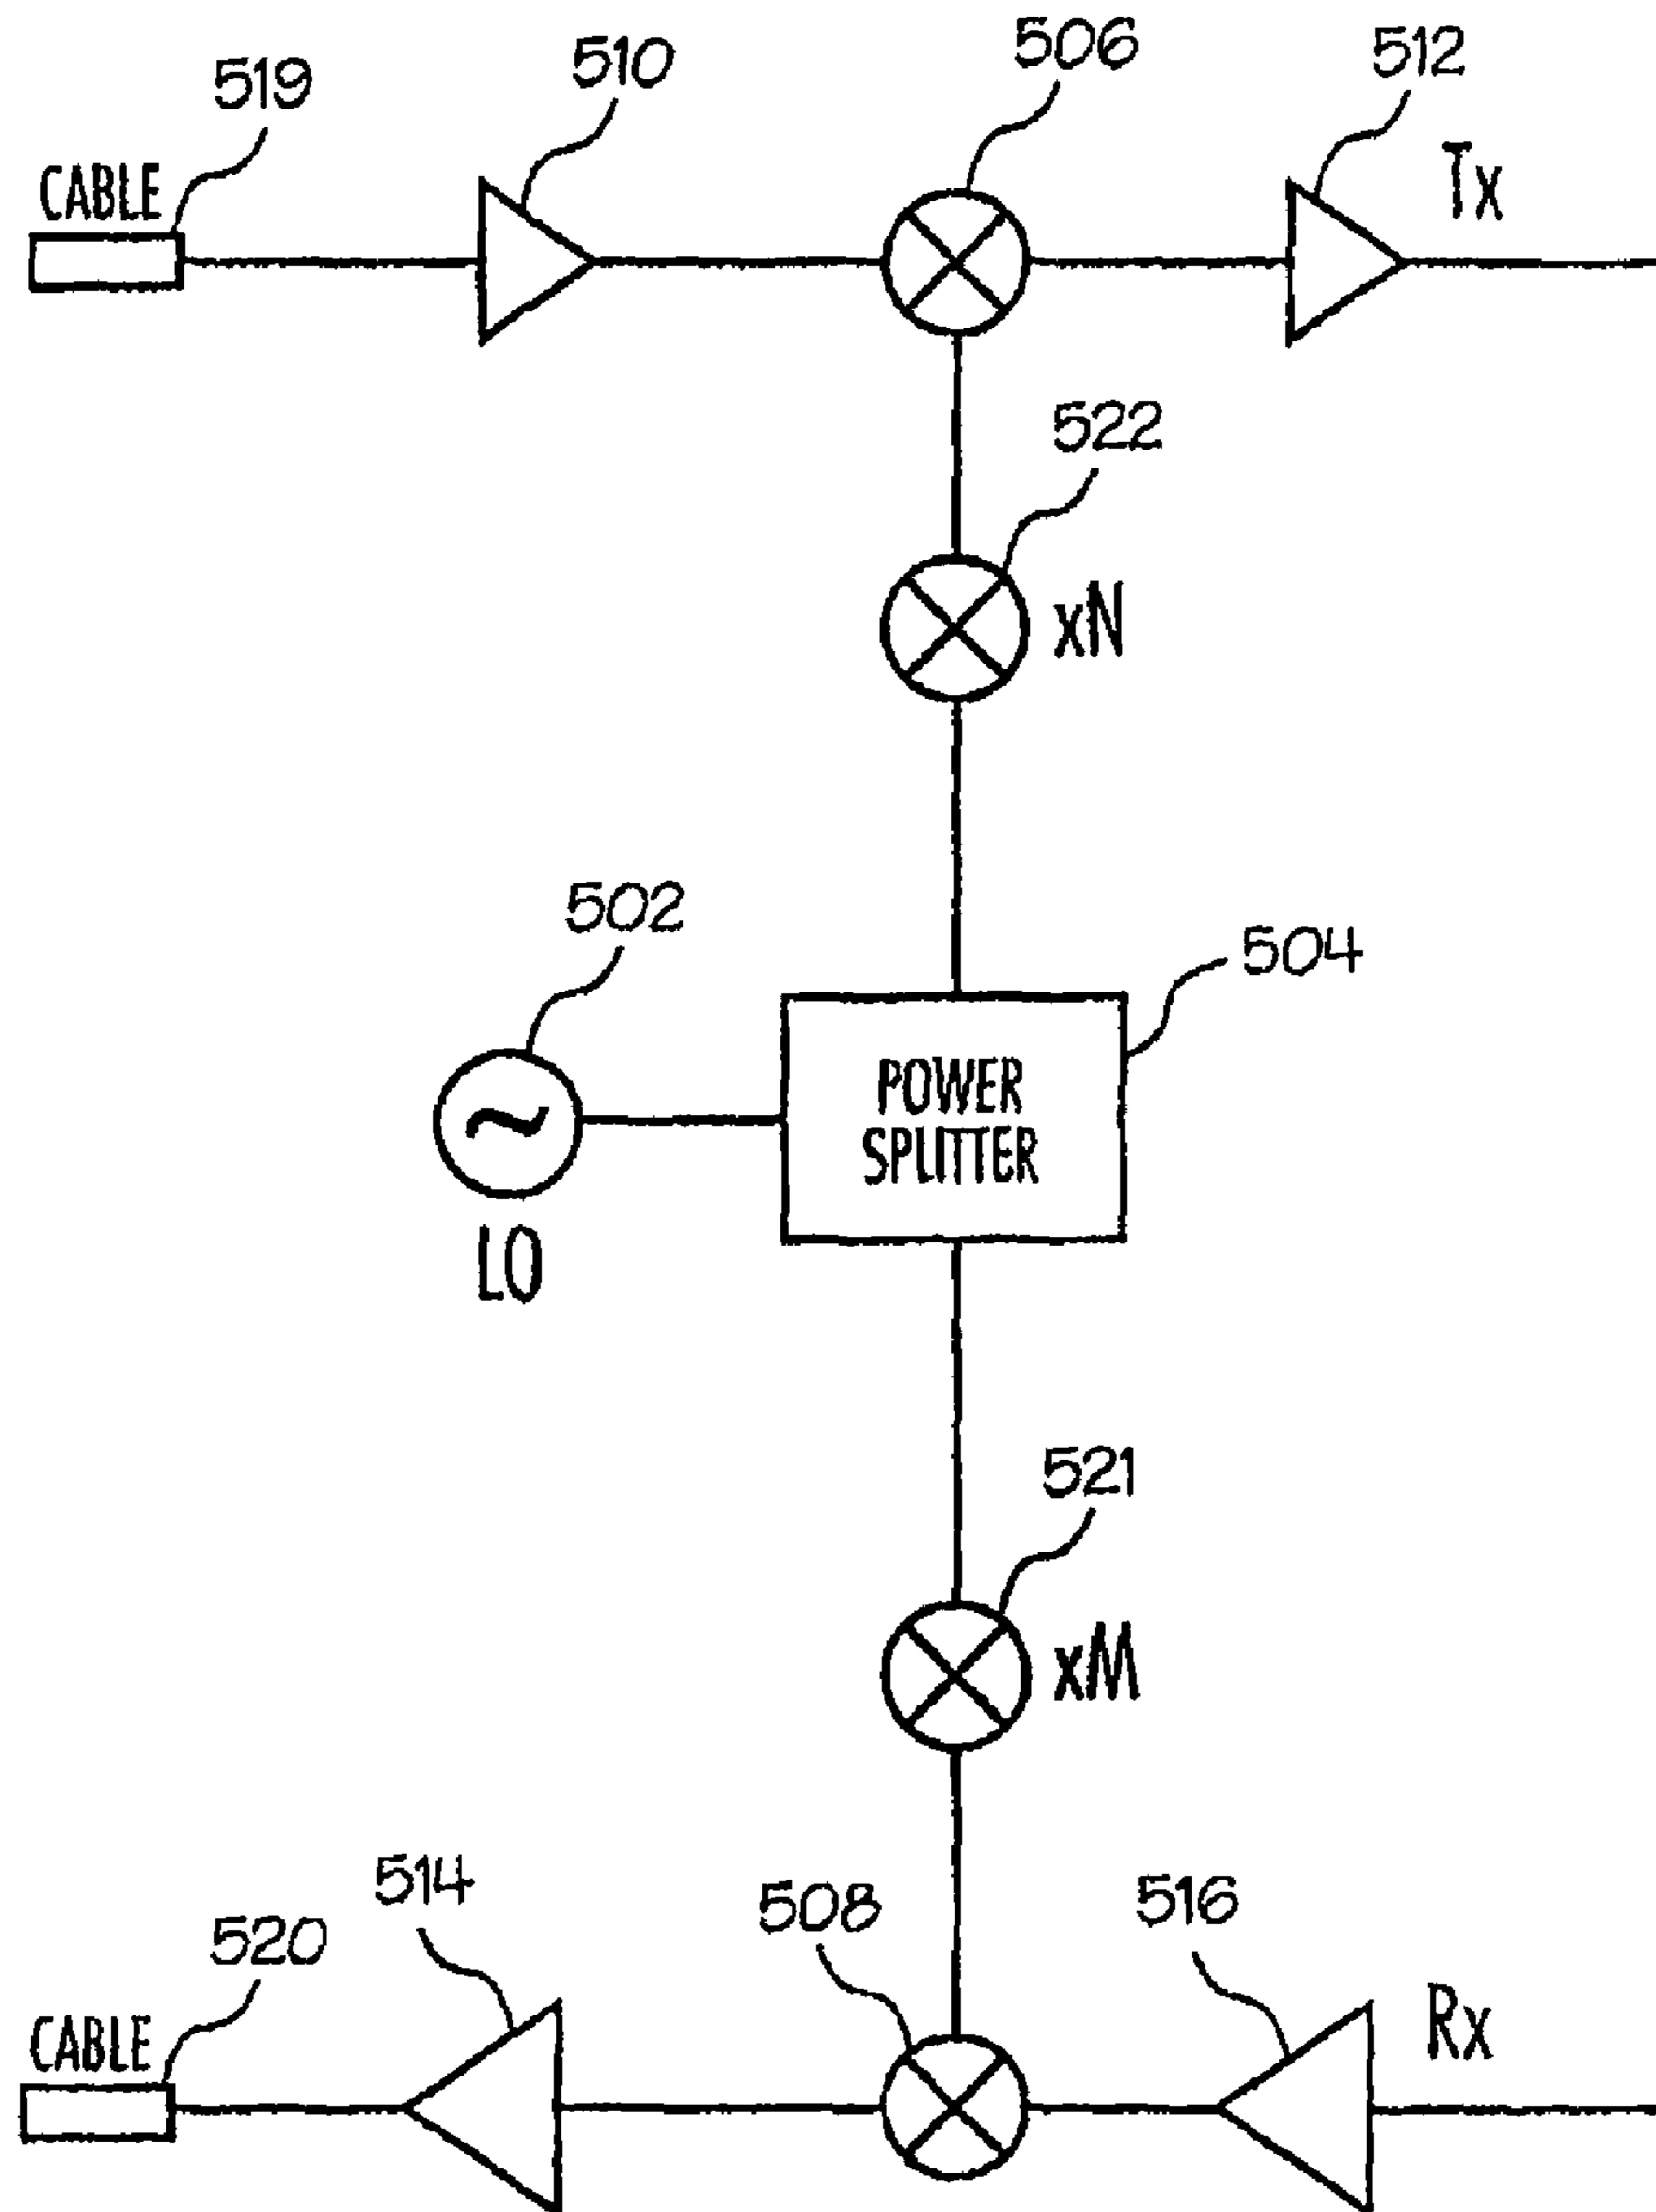 519
510
506
512
CABLE
Tx
522
xN
502
504
POWER
SPLITTER
LO
521
xM
514
508
516
520
Rx
CABLE